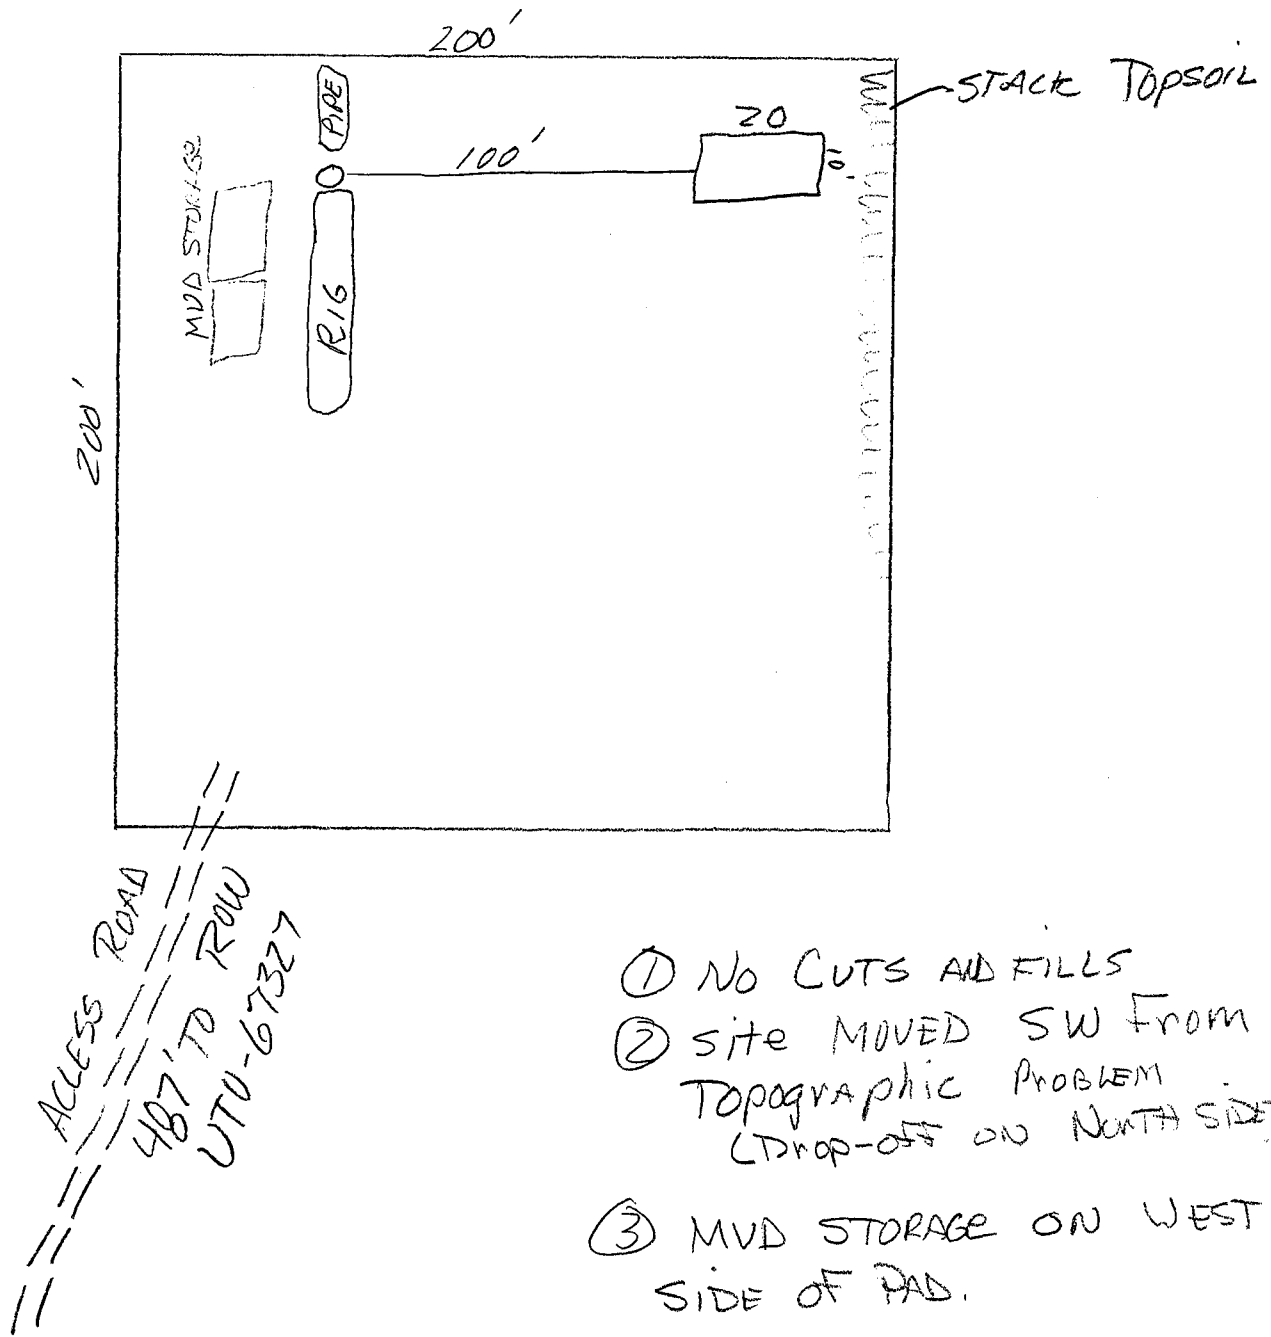 200'
STACK TOPSOIL
PIPE
100'
20
10'
MUD STORAGE
RIG
200'
ACCESS ROAD
487' TO ROW
UTU-67327
① No CUTS AND FILLS
② Site MOVED SW From
Topographic PROBLEM
(Drop-off ON NORTH SIDE
③ MUD STORAGE ON WEST
SIDE OF PAD.